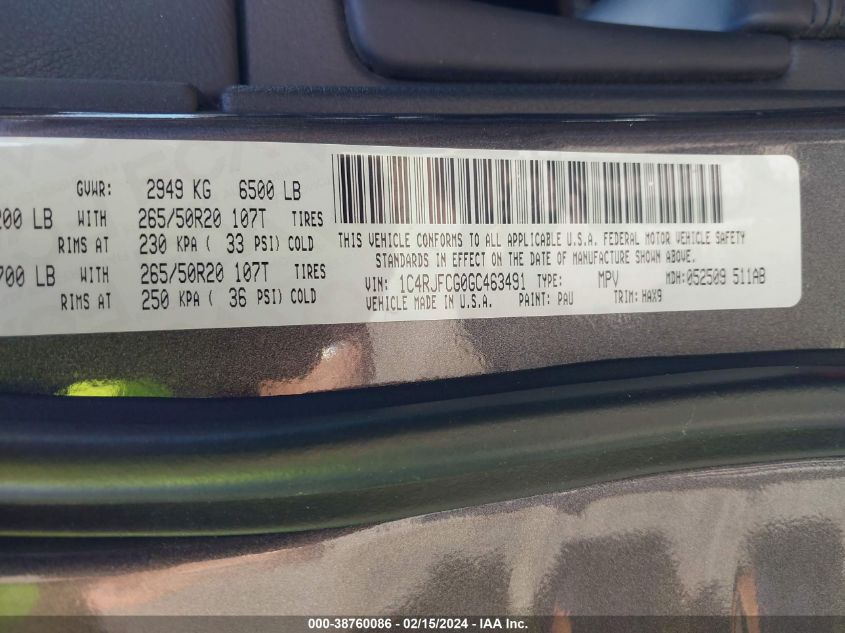 GVWR: 2949 KG 6500 LB
200 LB WITH 265/50R20 107T TIRES
RIMS AT 230 KPA ( 33 PSI) COLD
700 LB WITH 265/50R20 107T TIRES
RIMS AT 250 KPA ( 36 PSI) COLD
THIS VEHICLE CONFORMS TO ALL APPLICABLE U.S.A. FEDERAL MOTOR VEHICLE SAFETY
STANDARDS IN EFFECT ON THE DATE OF MANUFACTURE SHOWN ABOVE.
VIN: 1C4RJFCG0GC463491 TYPE: MPV MDH:052509 511AB
VEHICLE MADE IN U.S.A. PAINT: PAU TRIM: HAX9
000-38760086 - 02/15/2024 - IAA Inc.